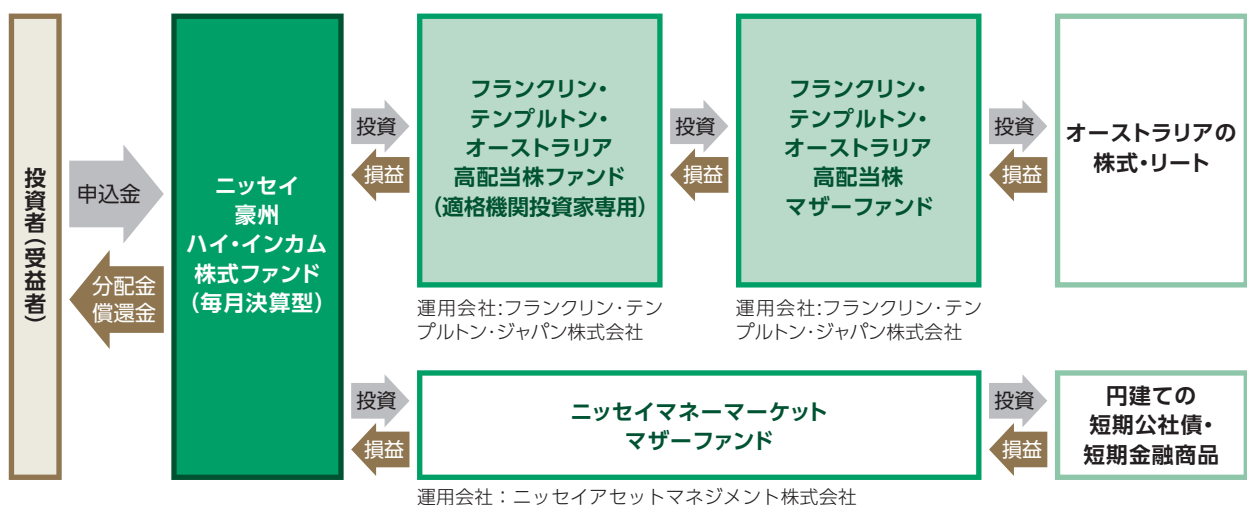 投資者（受益者）
申込金
分配金
償還金
ニッセイ
豪州
ハイ・インカム
株式ファンド
（毎月決算型）
投資
損益
フランクリン・
テンプルトン・
オーストラリア
高配当株ファンド
（適格機関投資家専用）
運用会社:フランクリン・テン
プルトン・ジャパン株式会社
投資
損益
フランクリン・
テンプルトン・
オーストラリア
高配当株
マザーファンド
運用会社:フランクリン・テン
プルトン・ジャパン株式会社
投資
損益
オーストラリアの
株式・リート
投資
損益
ニッセイマネーマーケット
マザーファンド
運用会社：ニッセイアセットマネジメント株式会社
投資
損益
円建ての
短期公社債・
短期金融商品